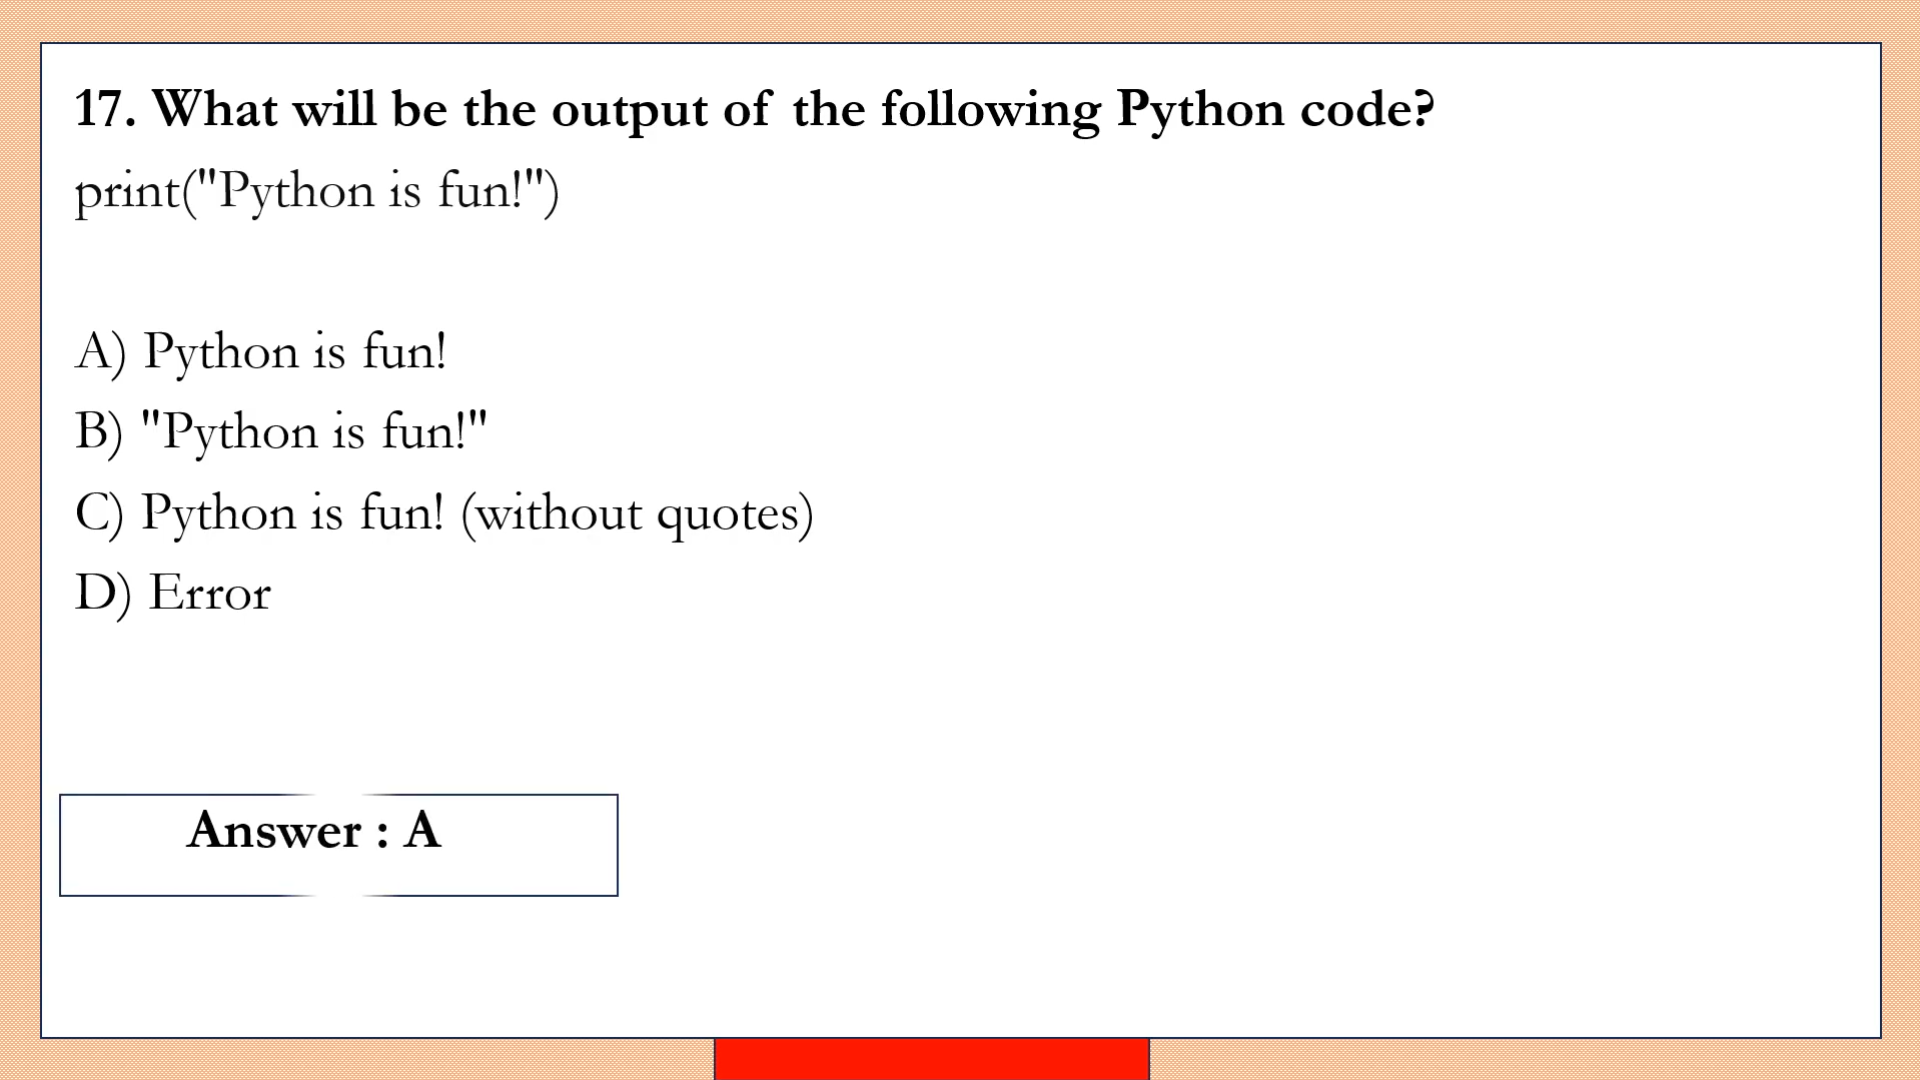 17. What will be the output of the following Python code?
print("Python is fun!")
A) Python is fun!
B) "Python is fun!"
C) Python is fun! (without quotes)
D) Error
Answer : A